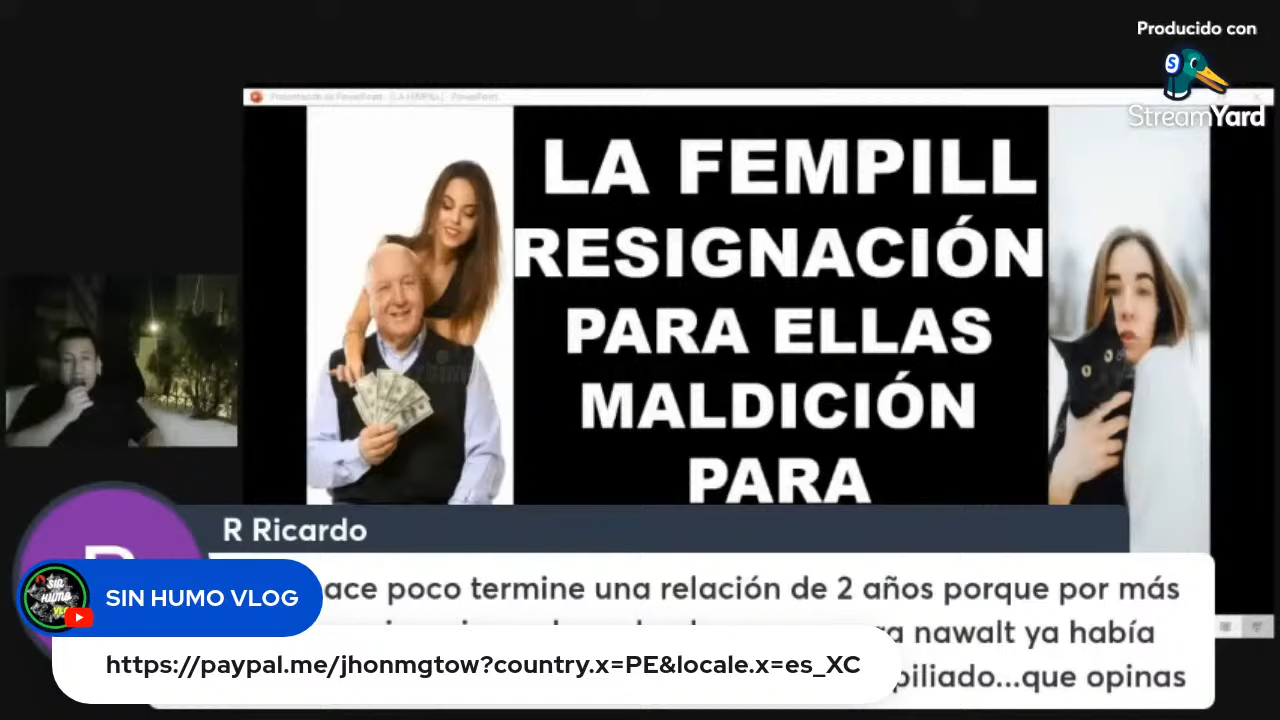 Producido con
StreamYard
LA FEMPILL
RESIGNACIÓN
PARA ELLAS
MALDICIÓN
PARA
R Ricardo
ace poco termine una relación de 2 años porque por más
nawalt ya había
piliado...que opinas
SIN HUMO VLOG
https://paypal.me/jhonmgtow?country.x=PE&locale.x=es_XC